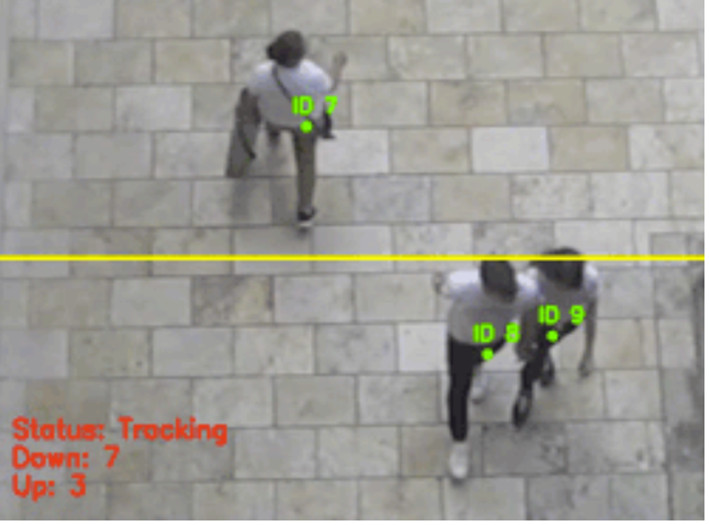 ID 7
ID 8
ID 9
Status: Tracking
Down: 7
Up: 3